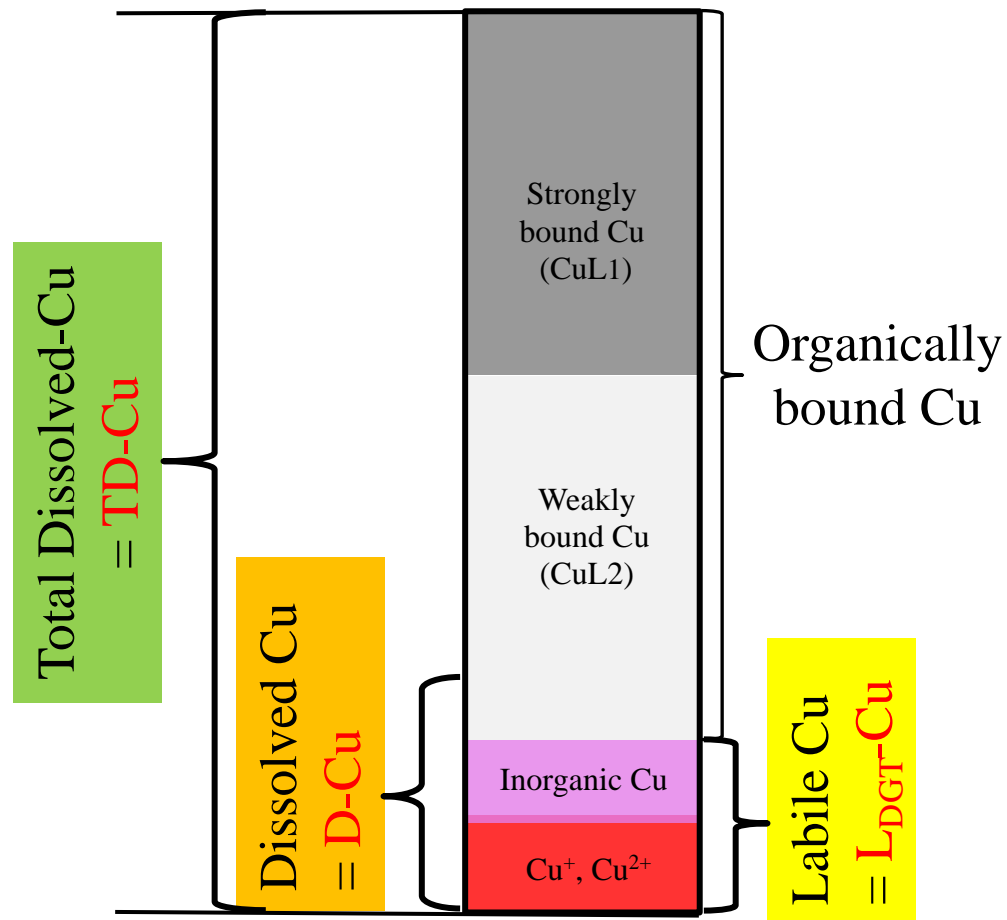 Total Dissolved-Cu
= TD-Cu
Dissolved Cu
= D-Cu
Strongly
bound Cu
(CuL1)
Weakly
bound Cu
(CuL2)
Inorganic Cu
Cu⁺, Cu²⁺
Organically
bound Cu
Labile Cu
= L_DGT-Cu